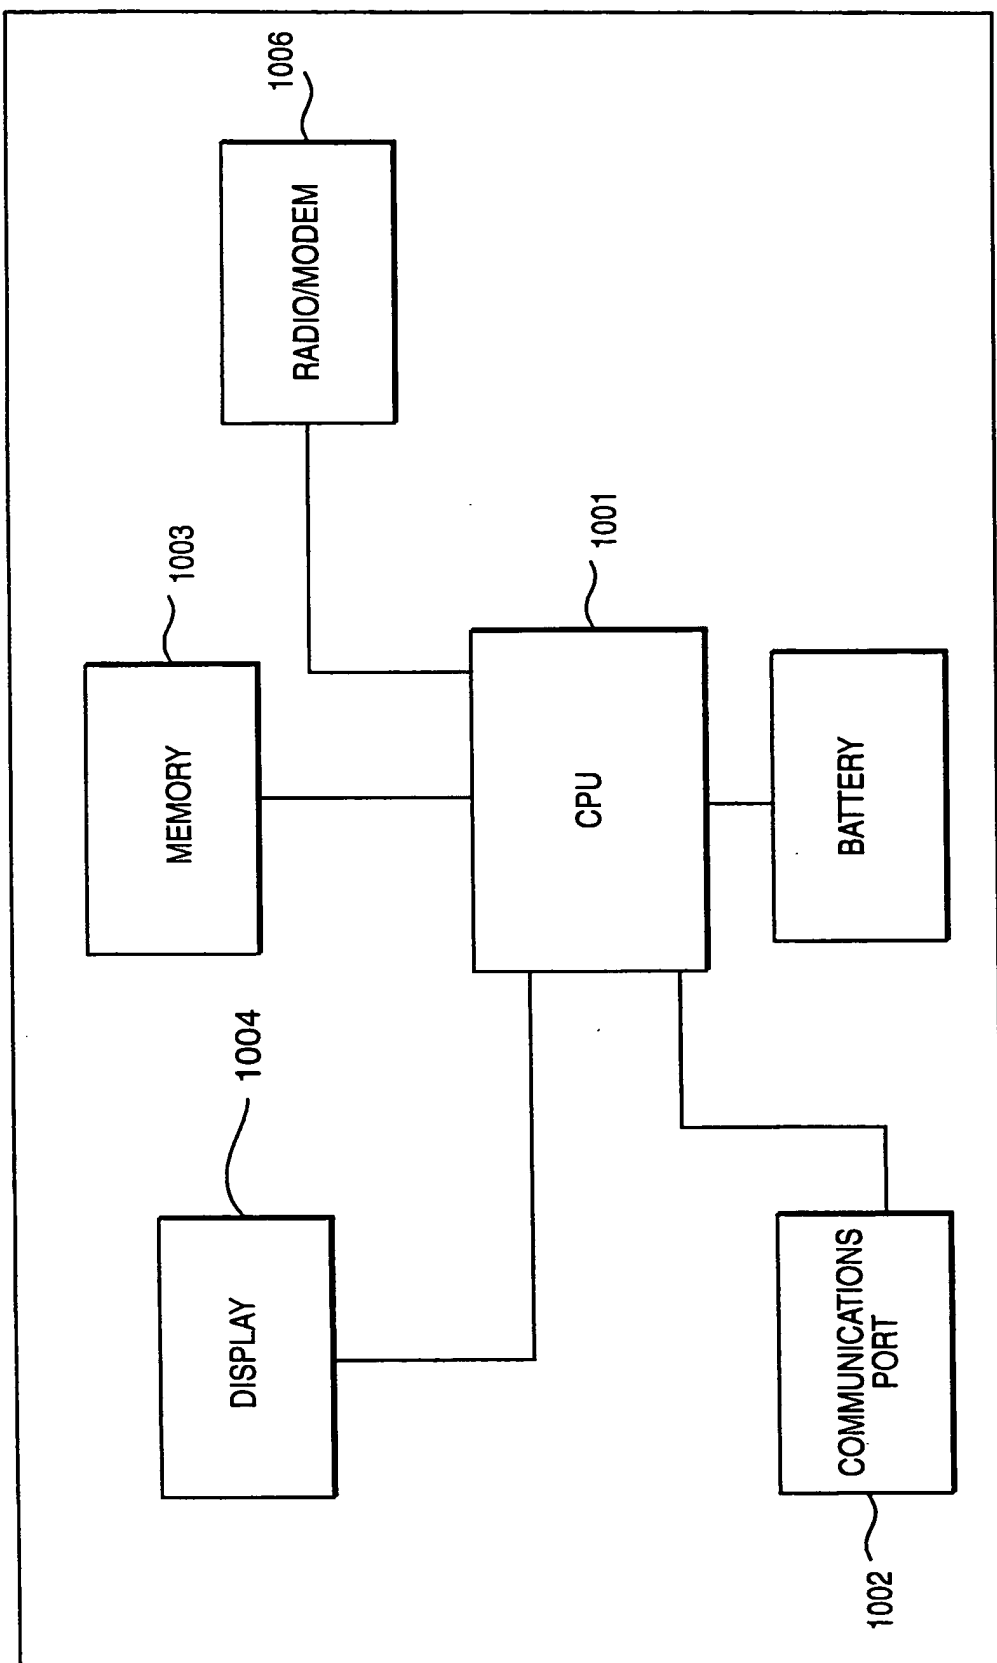 1006
RADIO/MODEM
1003
MEMORY
1001
CPU
BATTERY
1004
DISPLAY
COMMUNICATIONS
PORT
1002